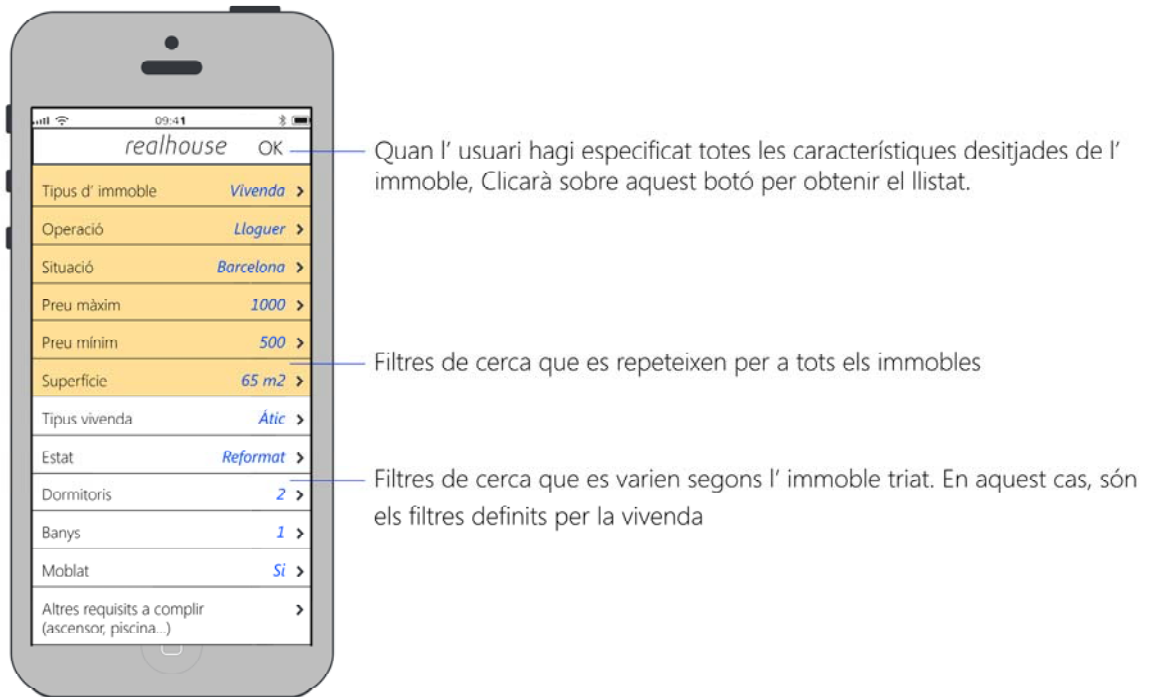 09:41
realhouse OK
Tipus d' immoble Vivenda >
Operació Lloguer >
Situació Barcelona >
Preu màxim 1000 >
Preu mínim 500 >
Superfície 65 m2 >
Tipus vivenda Àtic >
Estat Reformat >
Dormitoris 2 >
Banys 1 >
Moblat Si >
Altres requisits a complir >
(ascensor, piscina...)
Quan l' usuari hagi especificat totes les característiques desitjades de l'
immoble, Clicarà sobre aquest botó per obtenir el llistat.
Filtres de cerca que es repeteixen per a tots els immobles
Filtres de cerca que es varien segons l' immoble triat. En aquest cas, són
els filtres definits per la vivenda